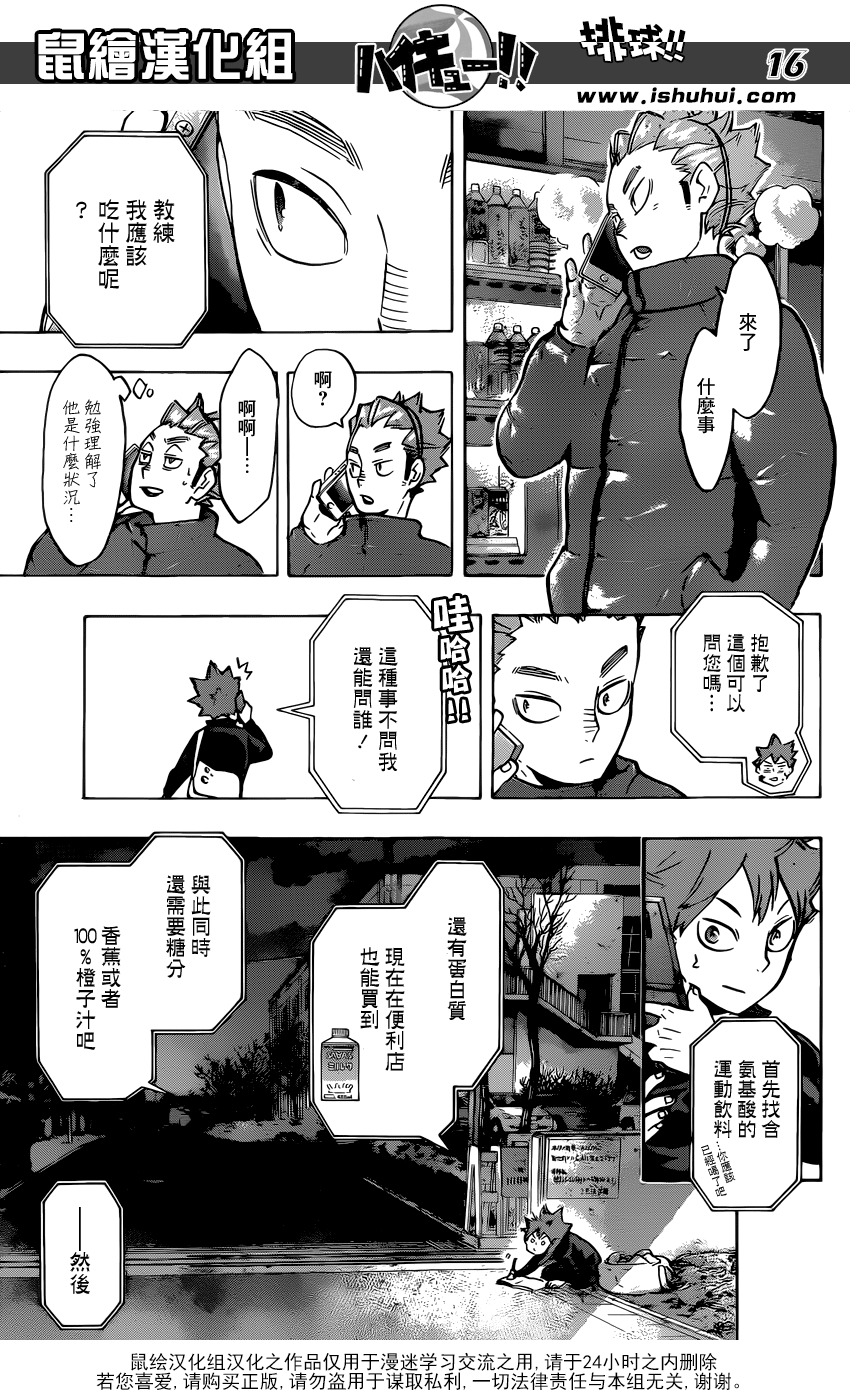 鼠繪漢化組
ハイキュー!!
排球!!
16
www.ishuhui.com
來了
什麼事
教練
我應該
吃什麼呢
?
啊?
啊啊——…
勉強理解了
他是什麼狀況…
抱歉了
這個可以
問您嗎…
哇哈哈!!
這種事不問我
還能問誰!
首先找含
氨基酸的
運動飲料
…你應該
已經喝了吧
還有蛋白質
現在在便利店
也能買到
ミルク
與此同時
還需要糖分
香蕉或者
100%橙子汁吧
——然後
鼠绘汉化组汉化之作品仅用于漫迷学习交流之用,请于24小时之内删除
若您喜爱,请购买正版,请勿盗用于谋取私利,一切法律责任与本组无关,谢谢。